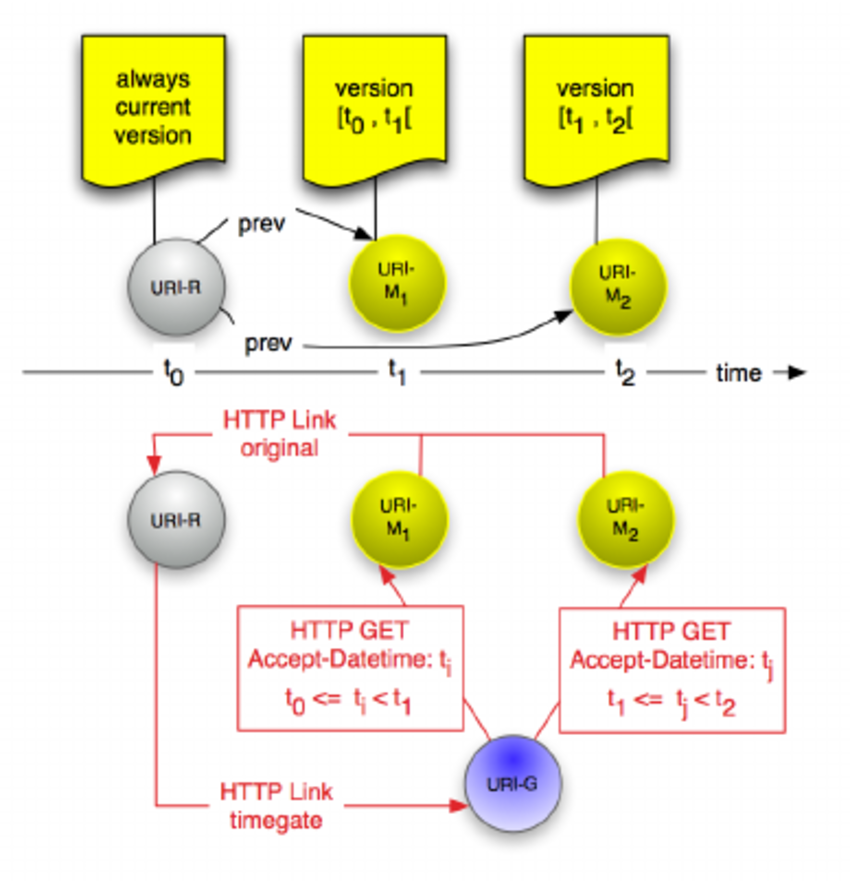 always
current
version
version
[t0 , t1[
version
[t1 , t2[
prev
URI-R
URI-
M1
URI-
M2
prev
t0
t1
t2
time
HTTP Link
original
URI-R
URI-
M1
URI-
M2
HTTP GET
Accept-Datetime: ti
t0 <= ti < t1
HTTP GET
Accept-Datetime: tj
t1 <= tj < t2
URI-G
HTTP Link
timegate